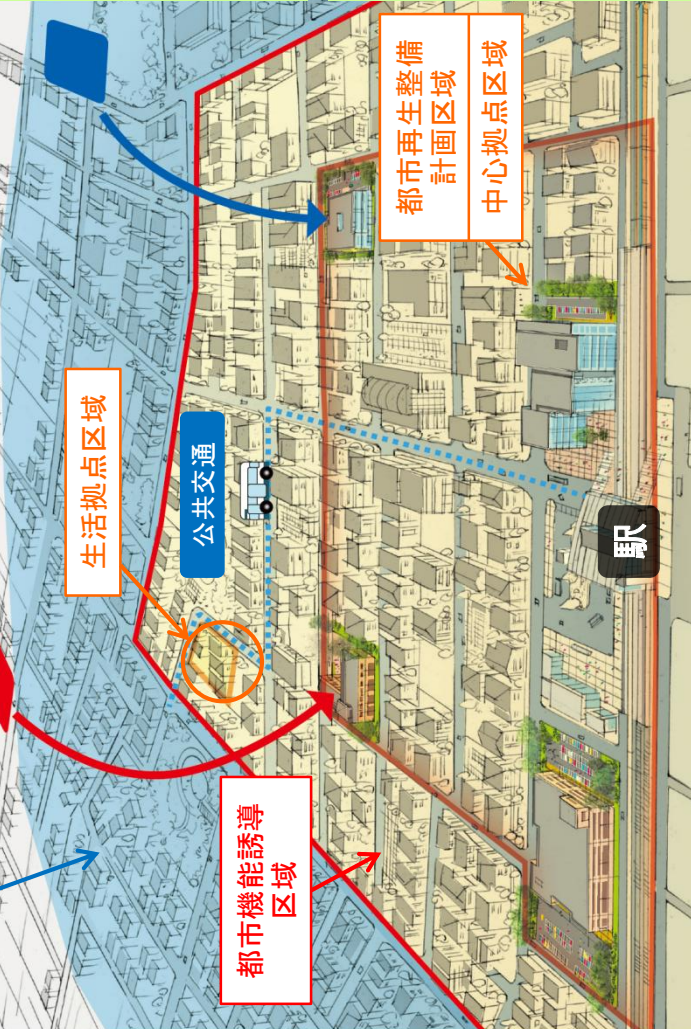 都市再生整備
計画区域
中心拠点区域
生活拠点区域
公共交通
駅
都市機能誘導
区域